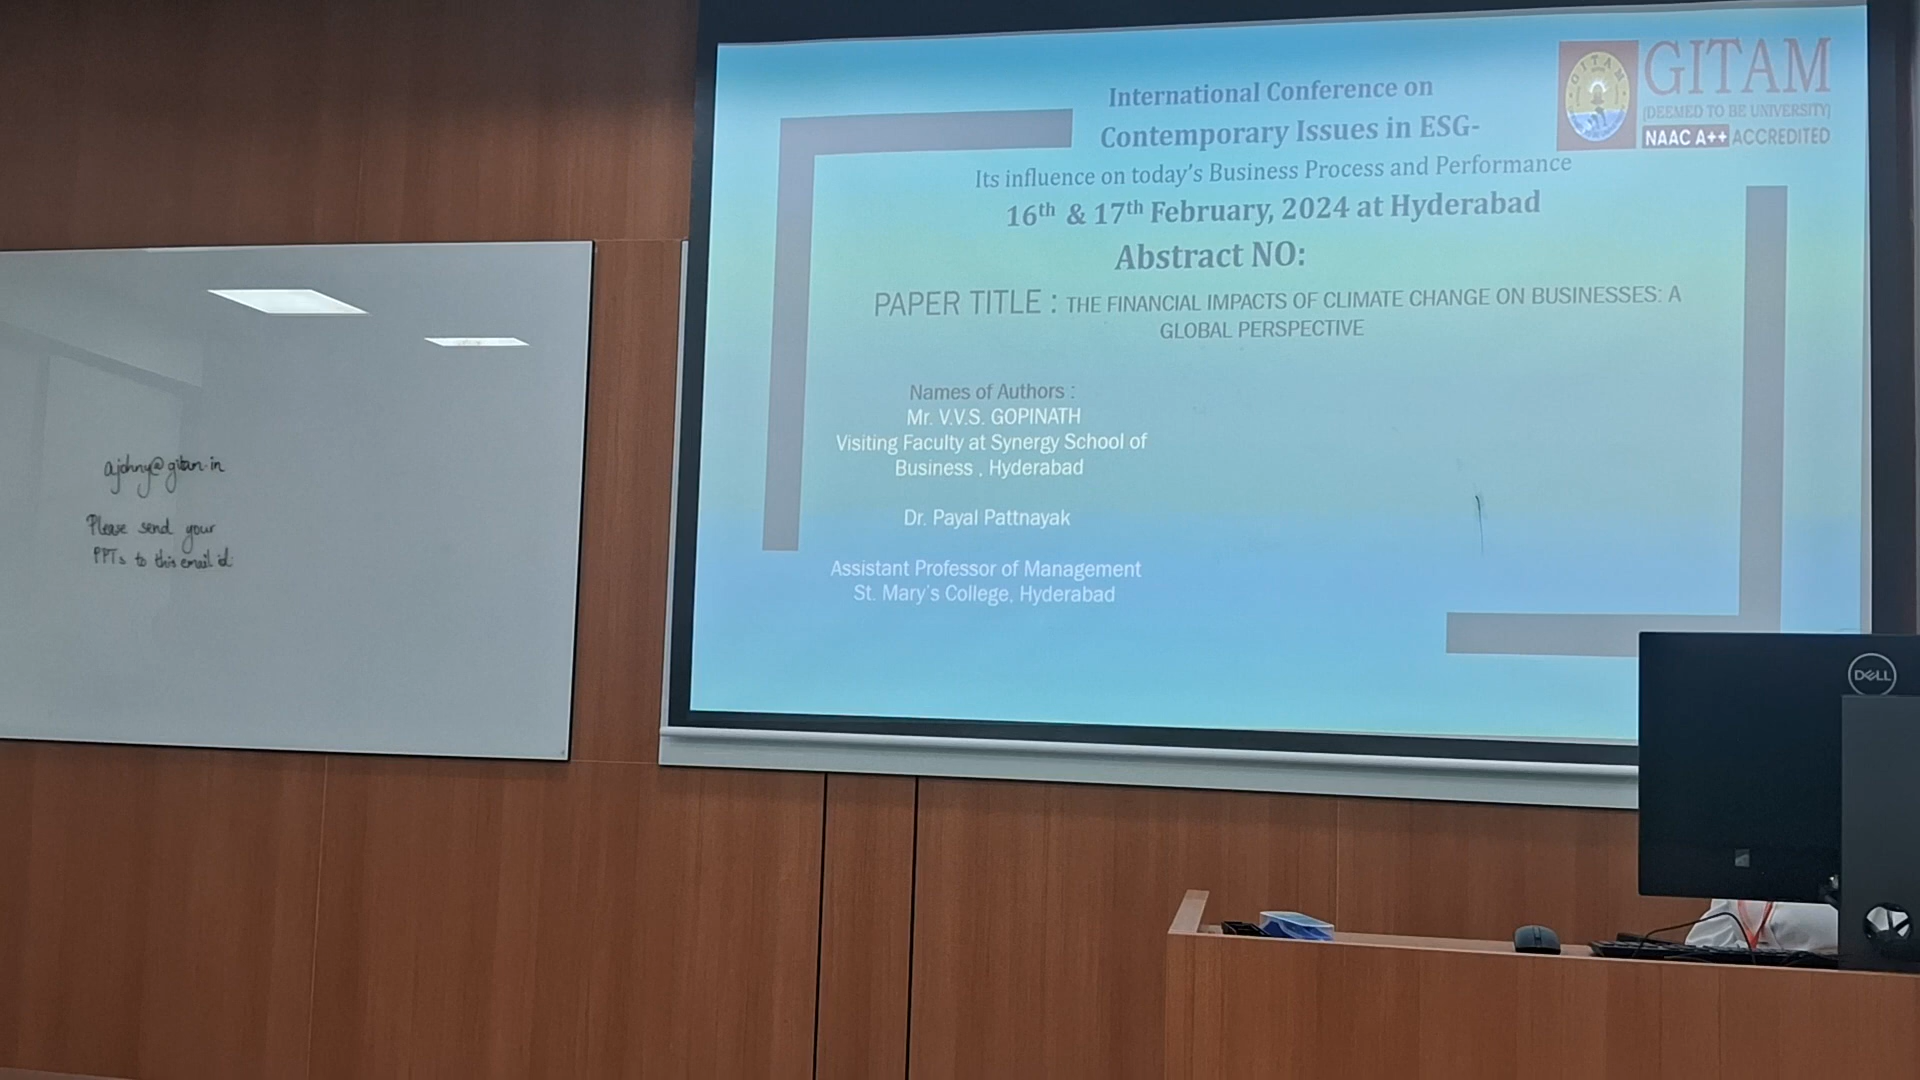 ajohny@gitam.in
Please send your
PPTs to this email id.
GITAM
(DEEMED TO BE UNIVERSITY)
NAAC A++ ACCREDITED
GITAM
International Conference on
Contemporary Issues in ESG-
Its influence on today's Business Process and Performance
16th & 17th February, 2024 at Hyderabad
Abstract NO:
PAPER TITLE : THE FINANCIAL IMPACTS OF CLIMATE CHANGE ON BUSINESSES: A
GLOBAL PERSPECTIVE
Names of Authors :
Mr. V.V.S. GOPINATH
Visiting Faculty at Synergy School of
Business , Hyderabad
Dr. Payal Pattnayak
Assistant Professor of Management
St. Mary's College, Hyderabad
DELL